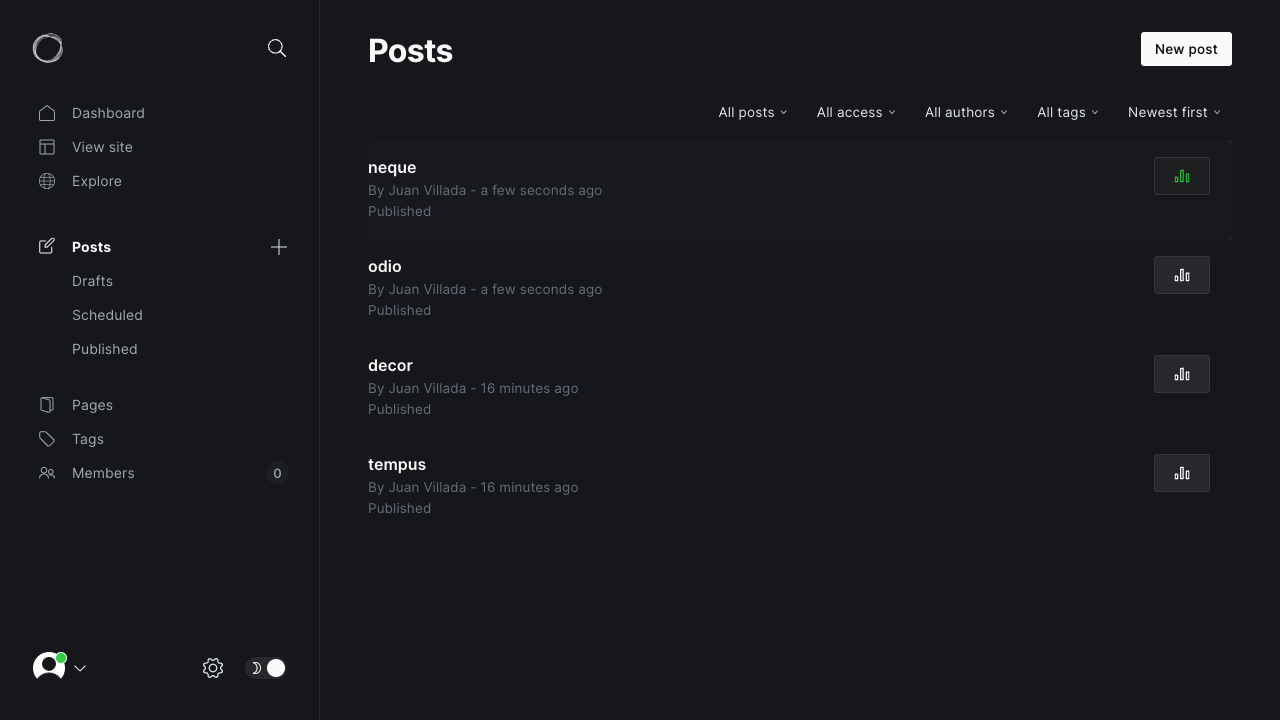 Posts
New post
Dashboard
View site
Explore
Posts
Drafts
Scheduled
Published
Pages
Tags
Members
0
All posts
All access
All authors
All tags
Newest first
neque
By Juan Villada - a few seconds ago
Published
odio
By Juan Villada - a few seconds ago
Published
decor
By Juan Villada - 16 minutes ago
Published
tempus
By Juan Villada - 16 minutes ago
Published